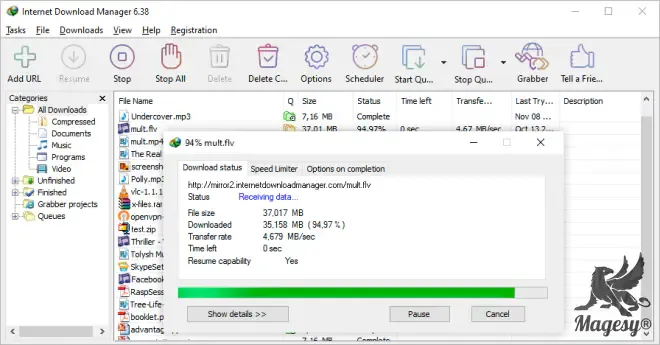 Internet Download Manager 6.38
Tasks File Downloads View Help Registration
Add URL Resume Stop Stop All Delete Delete C... Options Scheduler Start Qu... Stop Qu... Grabber Tell a Frie...
Categories
All Downloads
Compressed
Documents
Music
Programs
Video
Unfinished
Finished
Grabber projects
Queues
File Name Q Size Status Time left Transfe... Last Try... Description
Undercover.mp3 7,16 MB Complete Nov 08 ...
mult.flv 37,01 MB 94,97% 0 sec 4,67 MB/sec Oct 13 2...
mult.mp4
The Real
screensh
Polly.mp3
vlc-1.1.1
x-files.rar
openvpn-
test.zip
Thriller -
Tolysh M
SkypeSet
Facebook
RaspSess
Tree-Life-
booklet.p
advantag
94% mult.flv
Download status Speed Limiter Options on completion
http://mirror2.internetdownloadmanager.com/mult.flv
Status Receiving data...
File size 37,017 MB
Downloaded 35,158 MB ( 94,97 % )
Transfer rate 4,679 MB/sec
Time left 0 sec
Resume capability Yes
Show details >> Pause Cancel
Magesy®